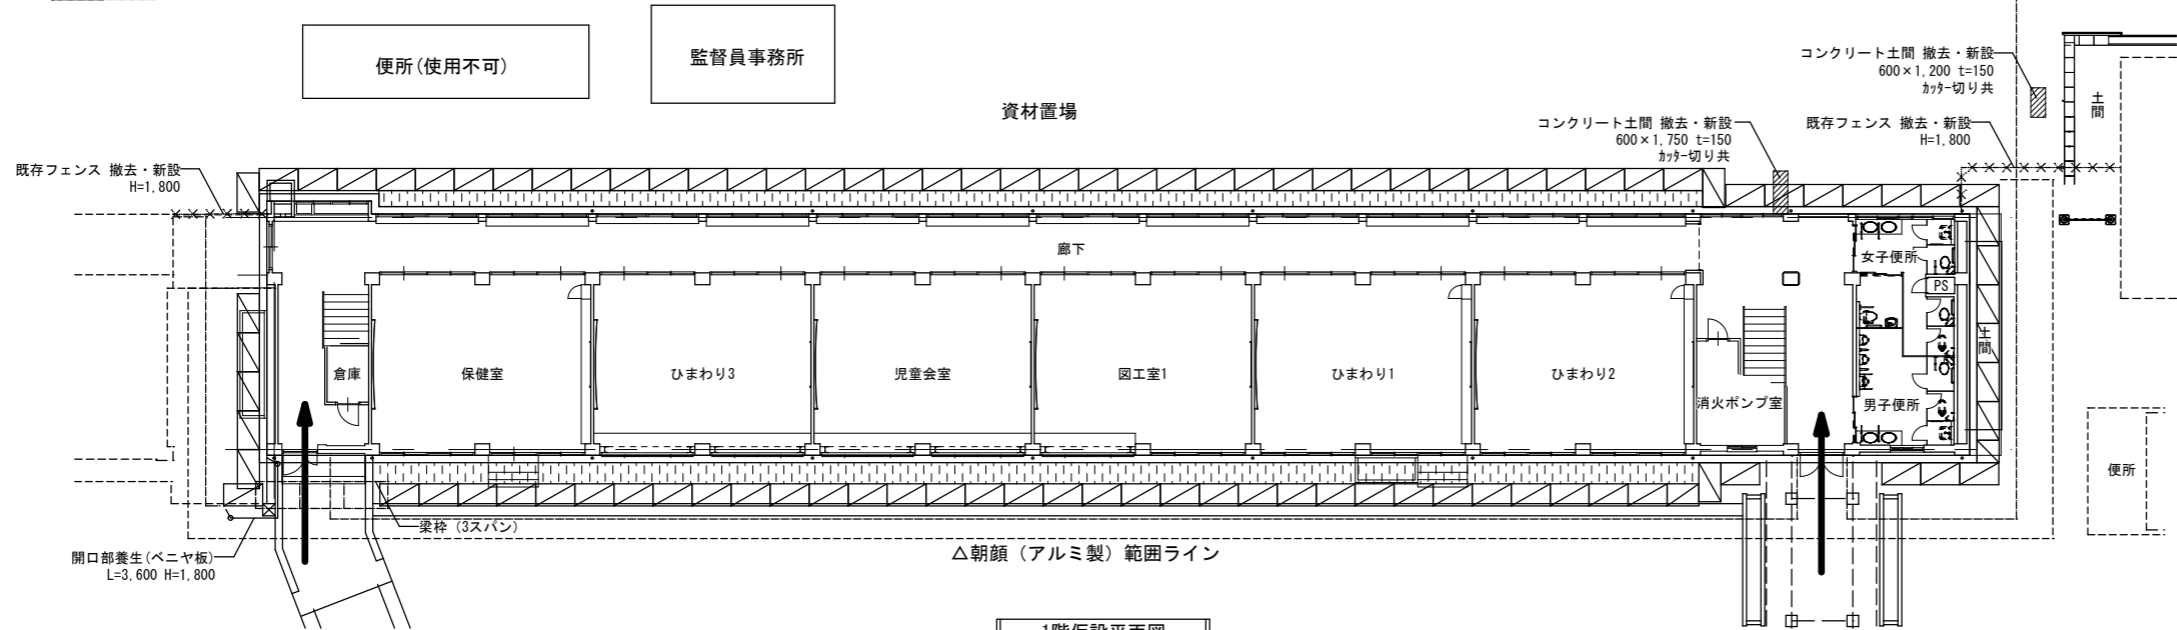 便所(使用不可)
監督員事務所
資材置場
コンクリート土間 撤去・新設
600×1,200 t=150
カッター切り共
土間
コンクリート土間 撤去・新設
600×1,750 t=150
カッター切り共
既存フェンス 撤去・新設
H=1,800
既存フェンス 撤去・新設
H=1,800
廊下
女子便所
PS
倉庫
保健室
ひまわり3
児童会室
図工室1
ひまわり1
ひまわり2
消火ポンプ室
男子便所
土間
便所
梁枠 (3スパン)
開口部養生(ベニヤ板)
L=3,600 H=1,800
△朝顔（アルミ製）範囲ライン
1階仮設平面図